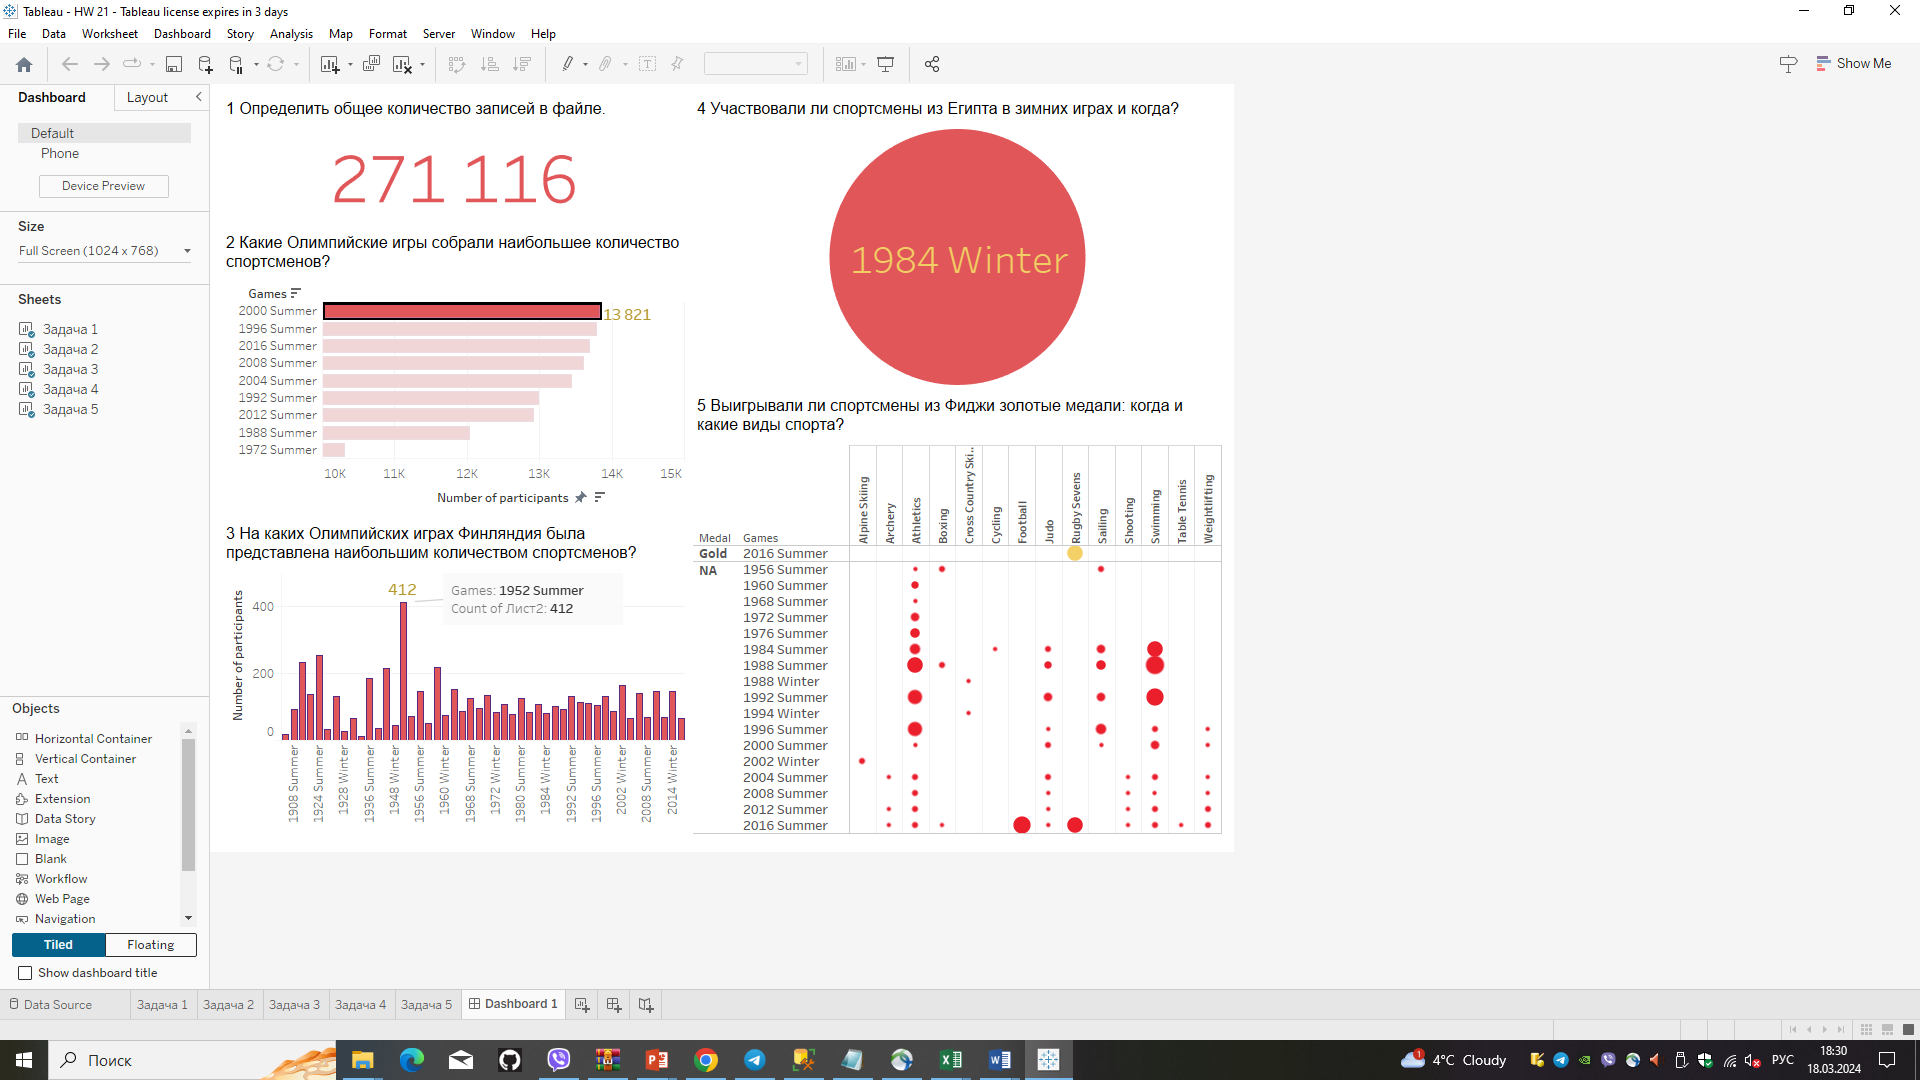 Tableau - HW 21 - Tableau license expires in 3 days
File Data Worksheet Dashboard Story Analysis Map Format Server Window Help
Show Me
Dashboard Layout
Default
Phone
Device Preview
Size
Full Screen (1024 x 768)
Sheets
Задача 1
Задача 2
Задача 3
Задача 4
Задача 5
Objects
Horizontal Container
Vertical Container
Text
Extension
Data Story
Image
Blank
Workflow
Web Page
Navigation
Tiled Floating
Show dashboard title
1 Определить общее количество записей в файле.
271 116
2 Какие Олимпийские игры собрали наибольшее количество
спортсменов?
Games
2000 Summer 13 821
1996 Summer
2016 Summer
2008 Summer
2004 Summer
1992 Summer
2012 Summer
1988 Summer
1972 Summer
10K 11K 12K 13K 14K 15K
Number of participants
3 На каких Олимпийских играх Финляндия была
представлена наибольшим количеством спортсменов?
Number of participants
400
200
0
412
Games: 1952 Summer
Count of Лист2: 412
1908 Summer
1924 Summer
1928 Winter
1936 Summer
1948 Winter
1956 Summer
1960 Winter
1968 Summer
1972 Winter
1980 Summer
1984 Winter
1992 Summer
1996 Summer
2002 Winter
2008 Summer
2014 Winter
4 Участвовали ли спортсмены из Египта в зимних играх и когда?
1984 Winter
5 Выигрывали ли спортсмены из Фиджи золотые медали: когда и
какие виды спорта?
Medal Games
Alpine Skiing
Archery
Athletics
Boxing
Cross Country Ski..
Cycling
Football
Judo
Rugby Sevens
Sailing
Shooting
Swimming
Table Tennis
Weightlifting
Gold 2016 Summer
NA 1956 Summer
1960 Summer
1968 Summer
1972 Summer
1976 Summer
1984 Summer
1988 Summer
1988 Winter
1992 Summer
1994 Winter
1996 Summer
2000 Summer
2002 Winter
2004 Summer
2008 Summer
2012 Summer
2016 Summer
Data Source Задача 1 Задача 2 Задача 3 Задача 4 Задача 5 Dashboard 1
Поиск
1
4°C Cloudy
РУС
18:30
18.03.2024